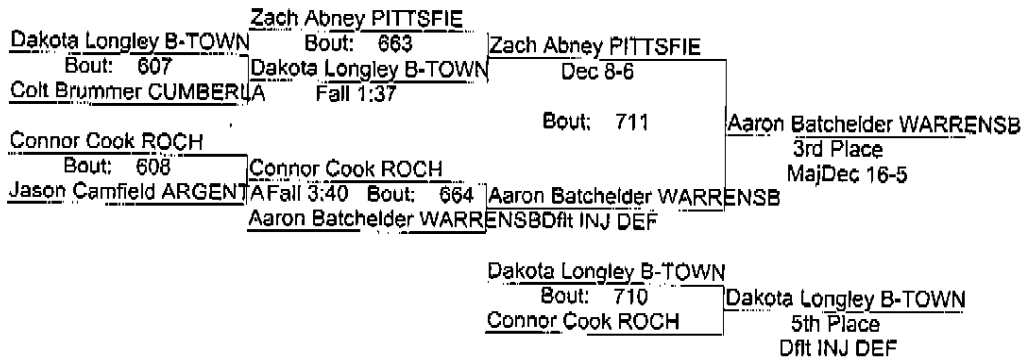 Zach Abney PITTSFIE
Dakota Longley B-TOWN
Bout: 663
Zach Abney PITTSFIE
Bout: 607
Dakota Longley B-TOWN
Dec 8-6
Colt Brummer CUMBERLA
Fall 1:37
Bout: 711
Aaron Batchelder WARRENSB
Connor Cook ROCH
3rd Place
Bout: 608
Connor Cook ROCH
MajDec 16-5
Jason Camfield ARGENTA
Fall 3:40 Bout: 664
Aaron Batchelder WARRENSB
Aaron Batchelder WARRENSB
Dflt INJ DEF
Dakota Longley B-TOWN
Bout: 710
Dakota Longley B-TOWN
Connor Cook ROCH
5th Place
Dflt INJ DEF